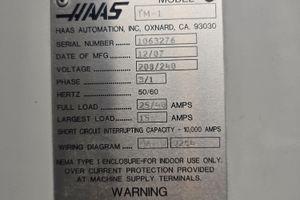 HAAS MODEL TM-1
HAAS AUTOMATION, INC, OXNARD, CA. 93030
SERIAL NUMBER 1063276
DATE OF MFG 12/07
VOLTAGE 208/240
PHASE 3/1
HERTZ 50/60
FULL LOAD 25/40 AMPS
LARGEST LOAD AMPS
SHORT CIRCUIT INTERRUPTING CAPACITY - 10,000 AMPS
WIRING DIAGRAM
NEMA TYPE 1 ENCLOSURE-FOR INDOOR USE ONLY.
OVER CURRENT PROTECTION PROVIDED
AT MACHINE SUPPLY TERMINALS.
WARNING